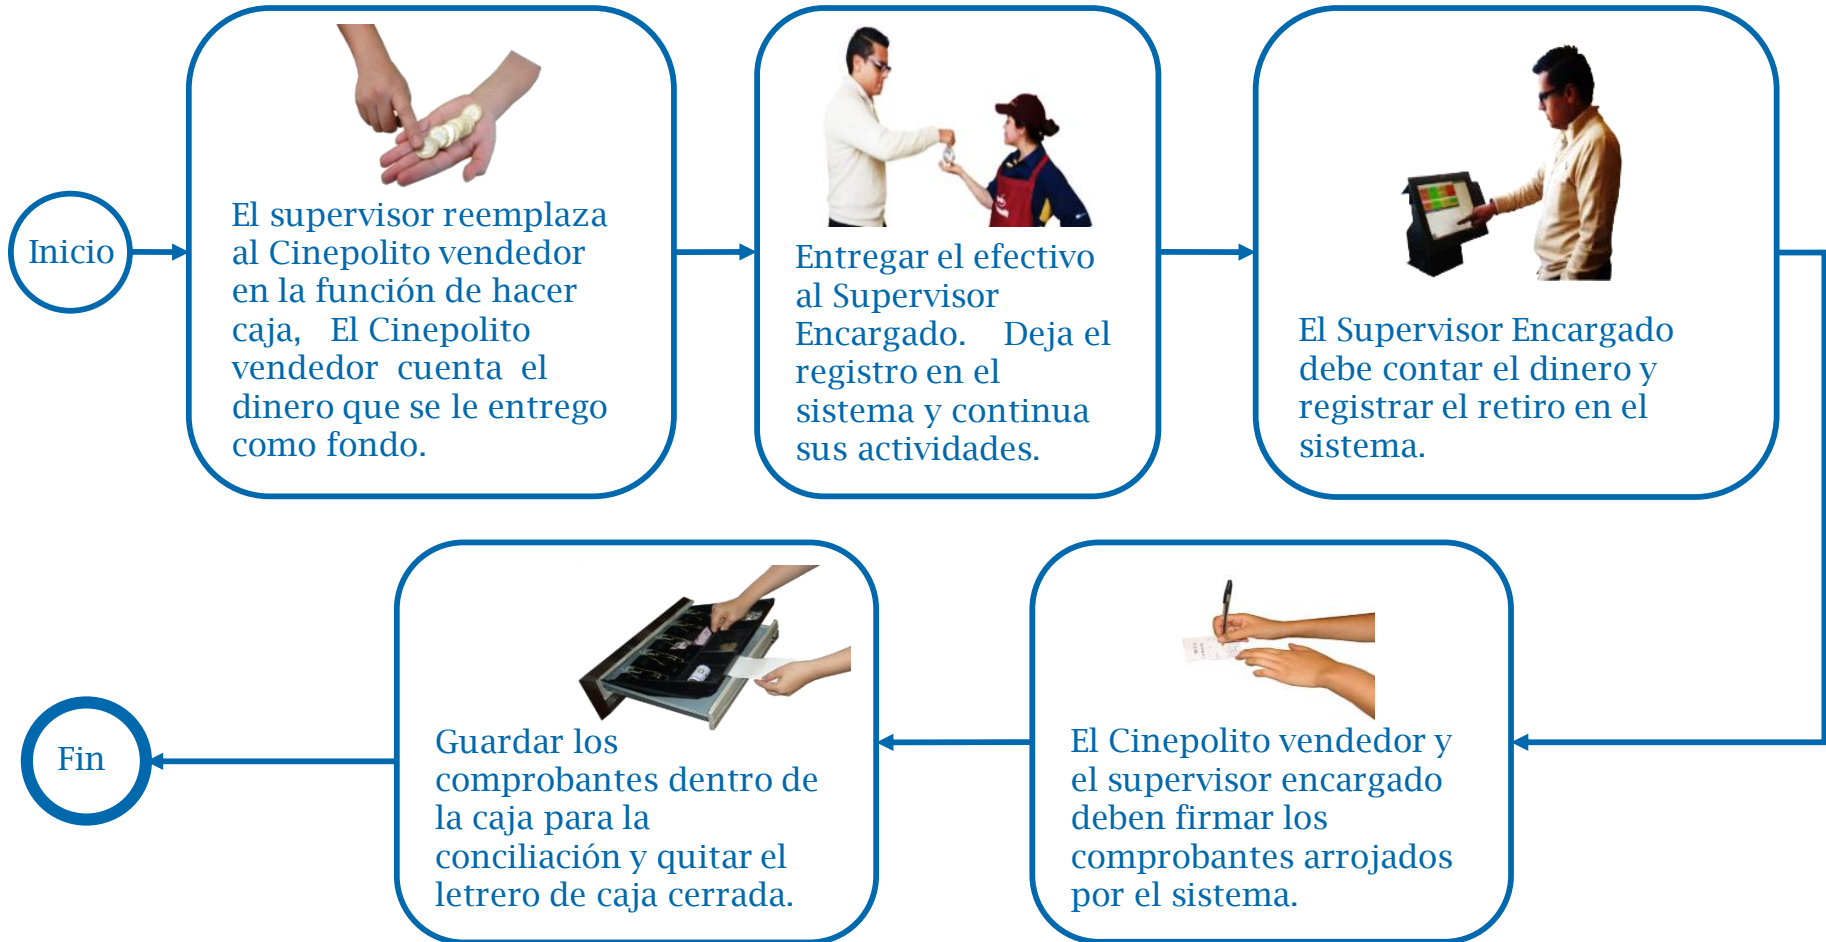 Inicio
El supervisor reemplaza
al Cinepolito vendedor
en la función de hacer
caja, El Cinepolito
vendedor cuenta el
dinero que se le entrego
como fondo.
Entregar el efectivo
al Supervisor
Encargado. Deja el
registro en el
sistema y continua
sus actividades.
El Supervisor Encargado
debe contar el dinero y
registrar el retiro en el
sistema.
El Cinepolito vendedor y
el supervisor encargado
deben firmar los
comprobantes arrojados
por el sistema.
Guardar los
comprobantes dentro de
la caja para la
conciliación y quitar el
letrero de caja cerrada.
Fin